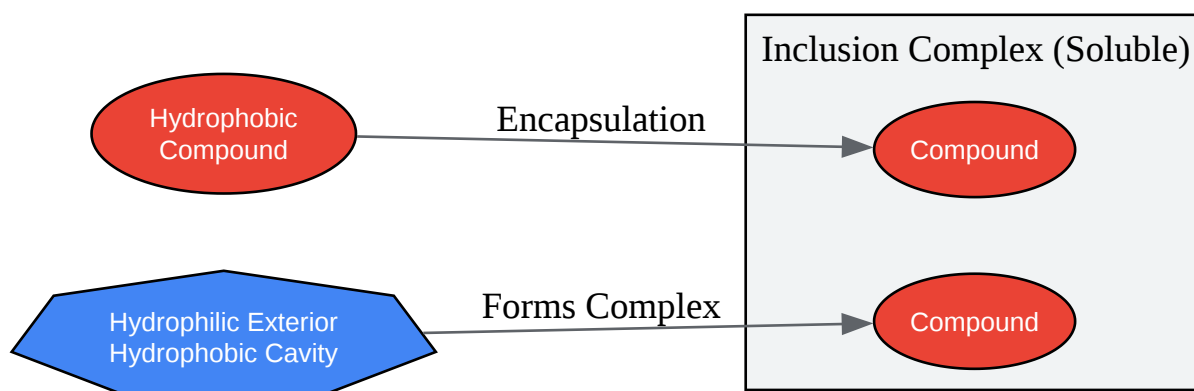 Inclusion Complex (Soluble)
Hydrophobic
Compound
Encapsulation
Compound
Hydrophilic Exterior
Hydrophobic Cavity
Forms Complex
Compound